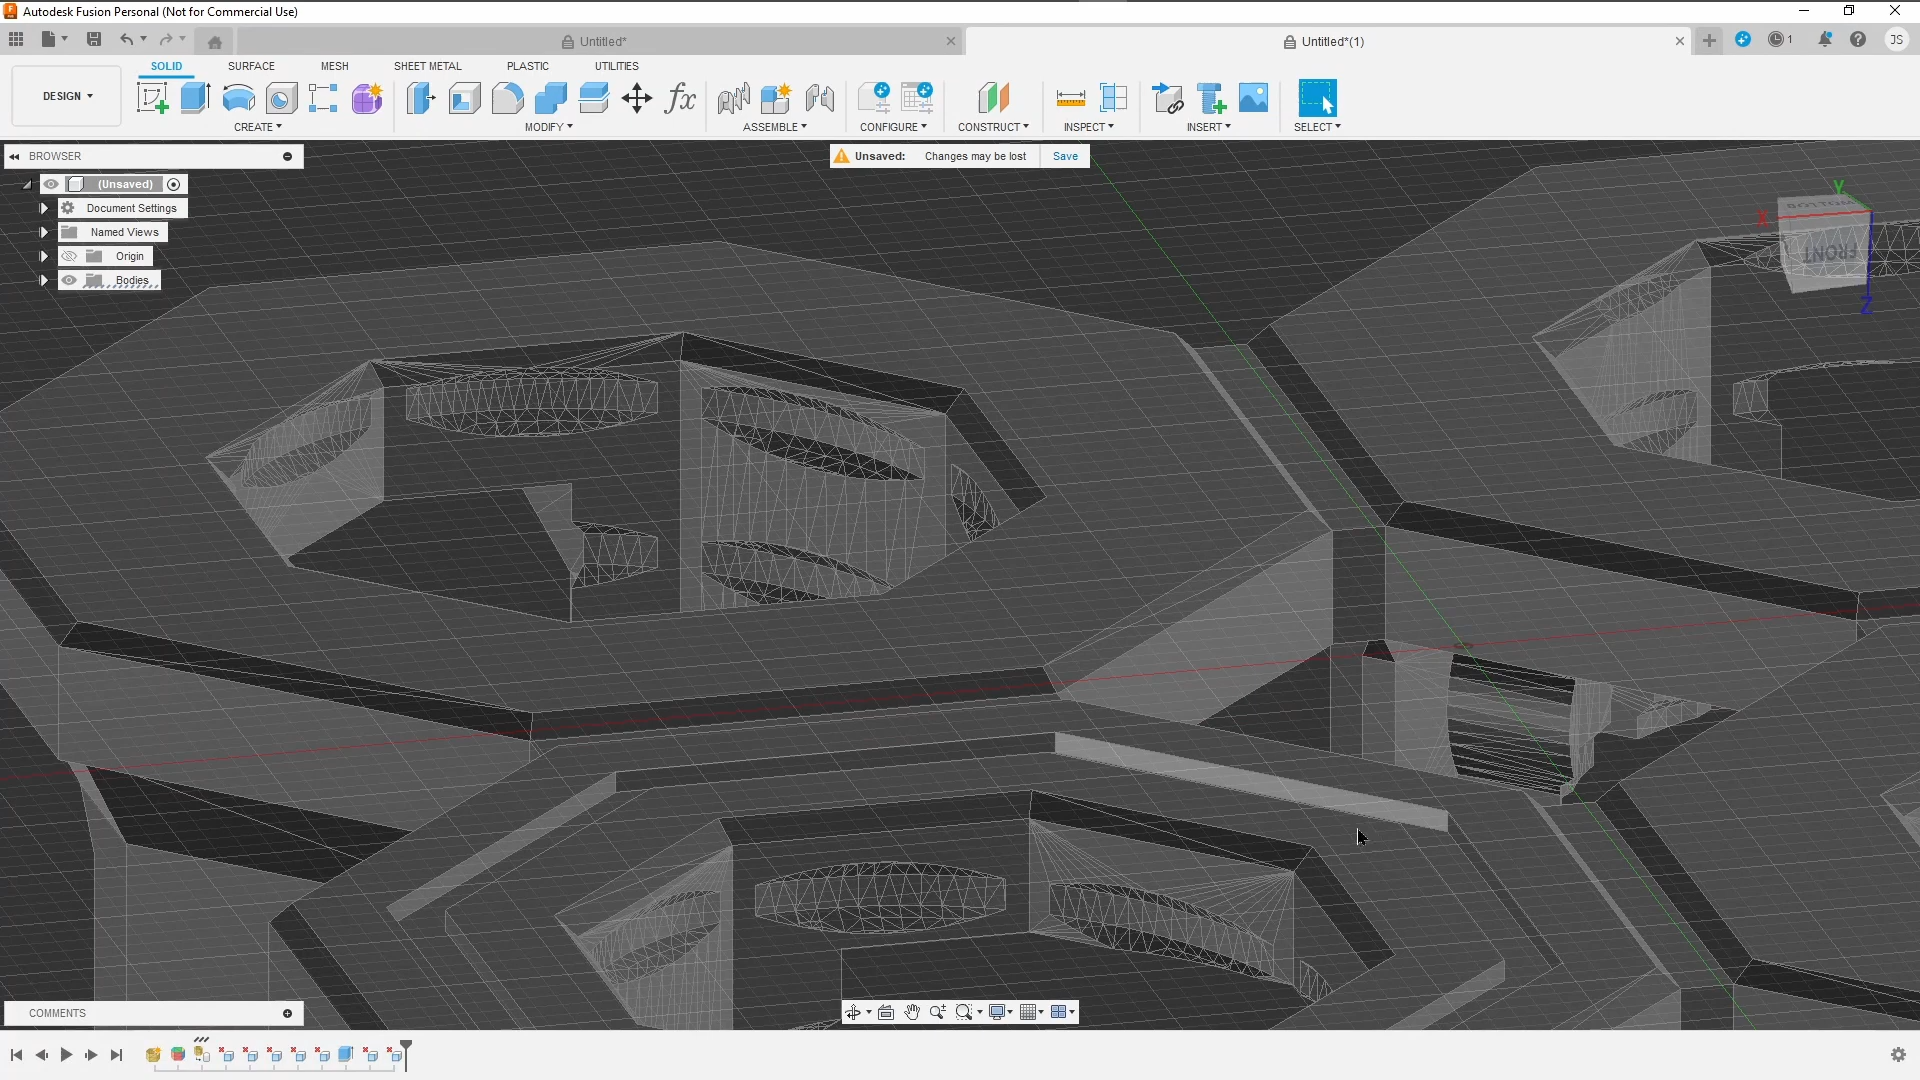 Autodesk Fusion Personal (Not for Commercial Use)
Untitled*
Untitled*(1)
1
JS
DESIGN
SOLID
SURFACE
MESH
SHEET METAL
PLASTIC
UTILITIES
fx
CREATE
MODIFY
ASSEMBLE
CONFIGURE
CONSTRUCT
INSPECT
INSERT
SELECT
BROWSER
Unsaved: Changes may be lost Save
(Unsaved)
Document Settings
Named Views
Origin
Bodies
Y
X
BOTTOM
FRONT
Z
COMMENTS